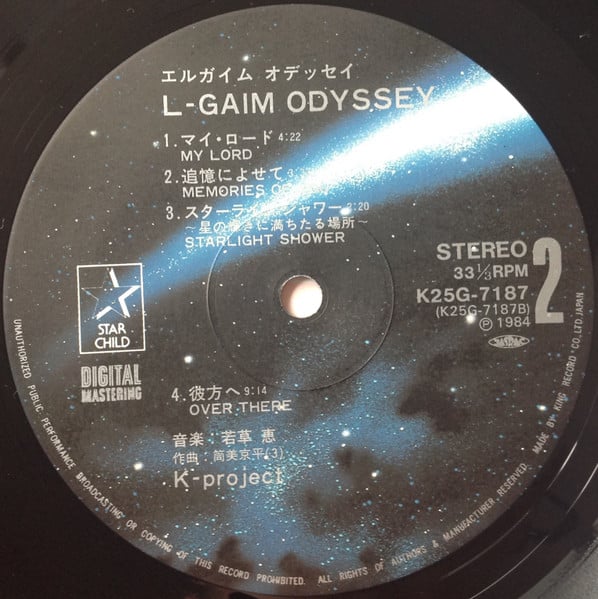 エルガイム オデッセイ
L-GAIM ODYSSEY
1. マイ・ロード 4:22
MY LORD
2. 追憶によせて
MEMORIES
3. スターライト・シャワー 3:20
～星の輝きに満ちたる場所～
STARLIGHT SHOWER
STEREO
33 1/3 RPM
K25G-7187
(K25G-7187B)
Ⓟ 1984
2
STAR
CHILD
DIGITAL
MASTERING
4. 彼方へ 9:14
OVER THERE
音楽：若草 恵
作曲：筒美京平(3)
K-project
UNAUTHORIZED PUBLIC PERFORMANCE BROADCASTING OR COPYING OF THIS RECORD PROHIBITED. ALL RIGHTS OF AUTHORS & MANUFACTURER RESERVED. MADE BY KING RECORD CO., LTD. JAPAN